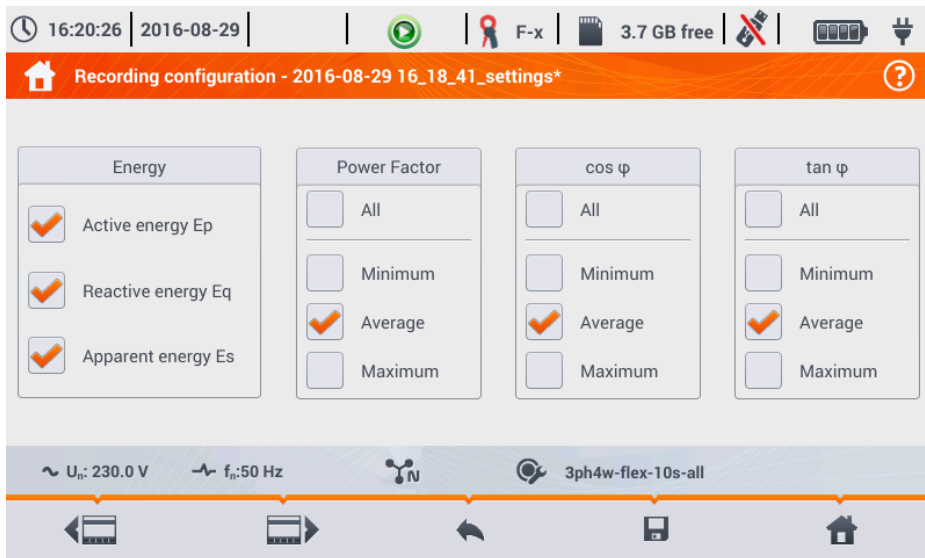 16:20:26 2016-08-29 F-x 3.7 GB free
Recording configuration - 2016-08-29 16_18_41_settings*
?
Energy
Active energy Ep
Reactive energy Eq
Apparent energy Es
Power Factor
All
Minimum
Average
Maximum
cos φ
All
Minimum
Average
Maximum
tan φ
All
Minimum
Average
Maximum
Un: 230.0 V fn:50 Hz N 3ph4w-flex-10s-all